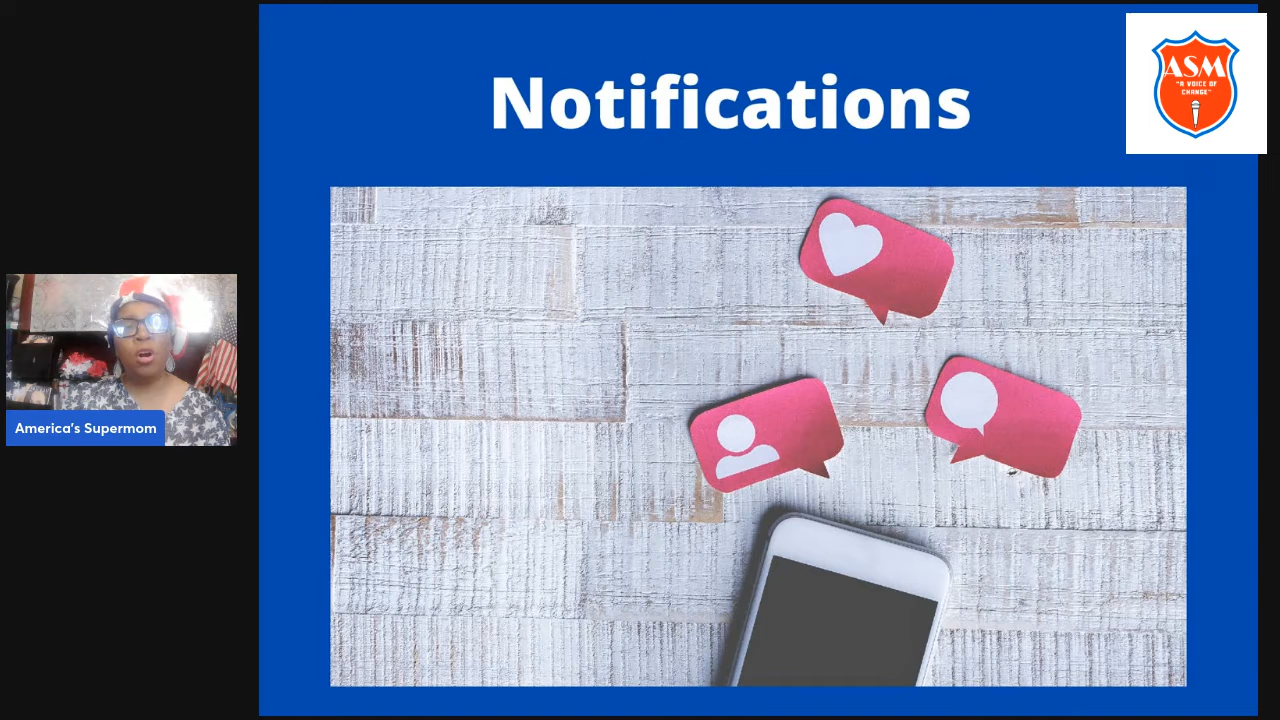 Notifications
ASM
"A VOICE OF
CHANGE"
America's Supermom